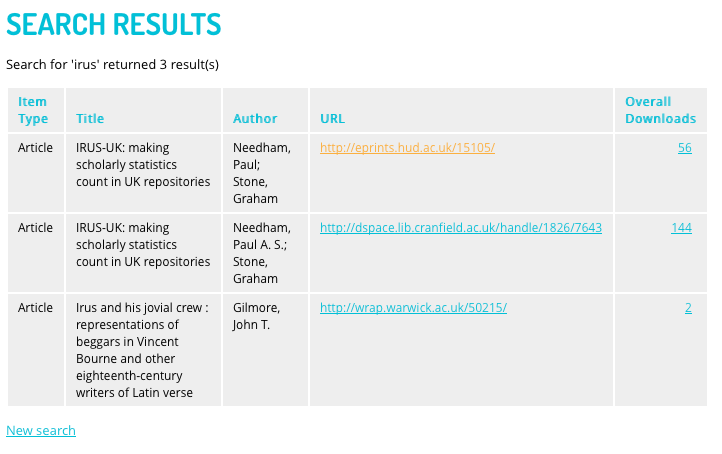 SEARCH RESULTS
Search for 'irus' returned 3 result(s)
Item Type | Title | Author | URL | Overall Downloads
Article | IRUS-UK: making scholarly statistics count in UK repositories | Needham, Paul; Stone, Graham | http://eprints.hud.ac.uk/15105/ | 56
Article | IRUS-UK: making scholarly statistics count in UK repositories | Needham, Paul A. S.; Stone, Graham | http://dspace.lib.cranfield.ac.uk/handle/1826/7643 | 144
Article | Irus and his jovial crew : representations of beggars in Vincent Bourne and other eighteenth-century writers of Latin verse | Gilmore, John T. | http://wrap.warwick.ac.uk/50215/ | 2
New search